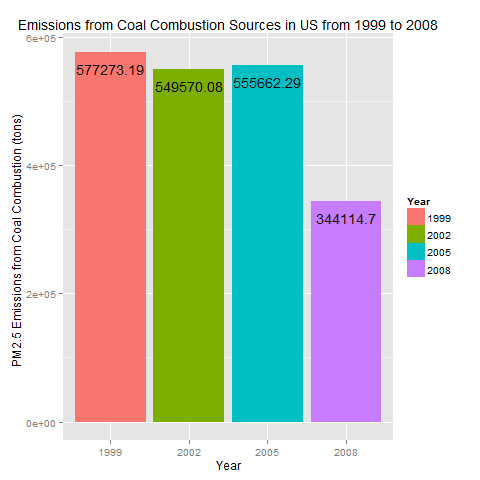 Emissions from Coal Combustion Sources in US from 1999 to 2008
PM2.5 Emissions from Coal Combustion (tons)
6e+05
4e+05
2e+05
0e+00
577273.19
549570.08
555662.29
344114.7
1999
2002
2005
2008
Year
Year
1999
2002
2005
2008